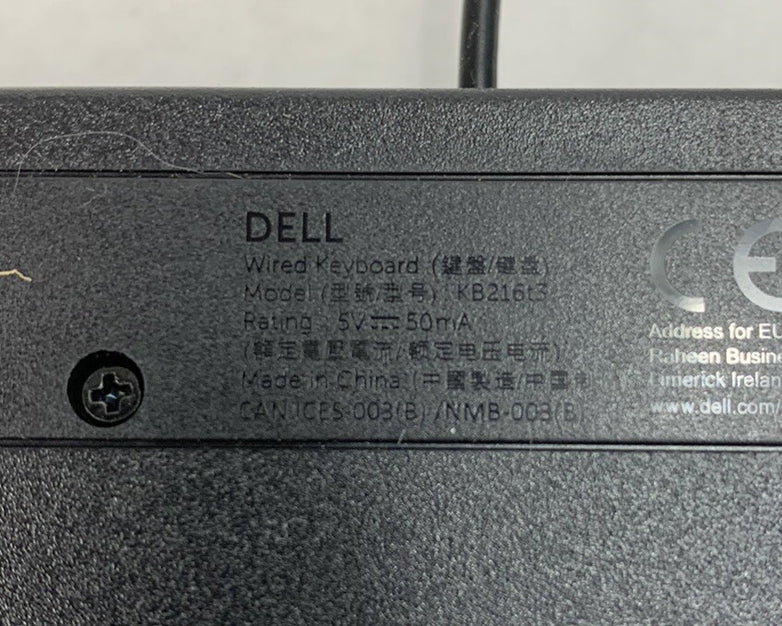 DELL
Wired Keyboard (鍵盤/键盘)
Model (型號/型号): KB216t3
Rating : 5V⎓50mA
(額定電壓電流/额定电压电流)
Made in China (中國製造/中国制
CAN ICES-003(B) /NMB-003(B)
CE
Address for EU
Raheen Busine
Limerick Irelan
www.dell.com